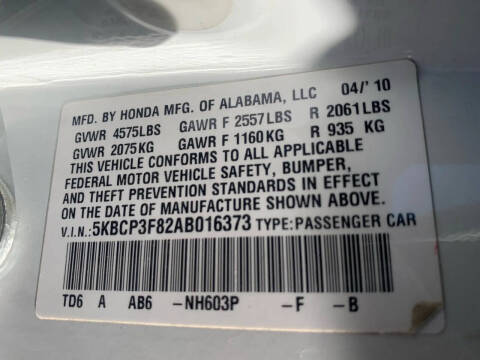 MFD. BY HONDA MFG. OF ALABAMA, LLC 04/'10
GVWR 4575LBS GAWR F 2557LBS R 2061LBS
GVWR 2075KG GAWR F 1160KG R 935 KG
THIS VEHICLE CONFORMS TO ALL APPLICABLE
FEDERAL MOTOR VEHICLE SAFETY, BUMPER,
AND THEFT PREVENTION STANDARDS IN EFFECT
ON THE DATE OF MANUFACTURE SHOWN ABOVE.
V.I.N.:5KBCP3F82AB016373 TYPE:PASSENGER CAR
TD6 A AB6 -NH603P -F -B